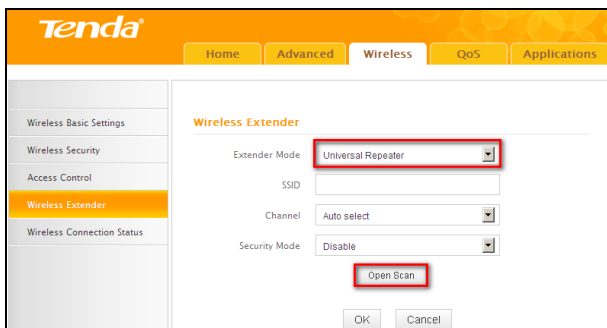 Tenda
Home Advanced Wireless QoS Applications
Wireless Basic Settings
Wireless Security
Access Control
Wireless Extender
Wireless Connection Status
Wireless Extender
Extender Mode Universal Repeater
SSID
Channel Auto select
Security Mode Disable
Open Scan
OK Cancel